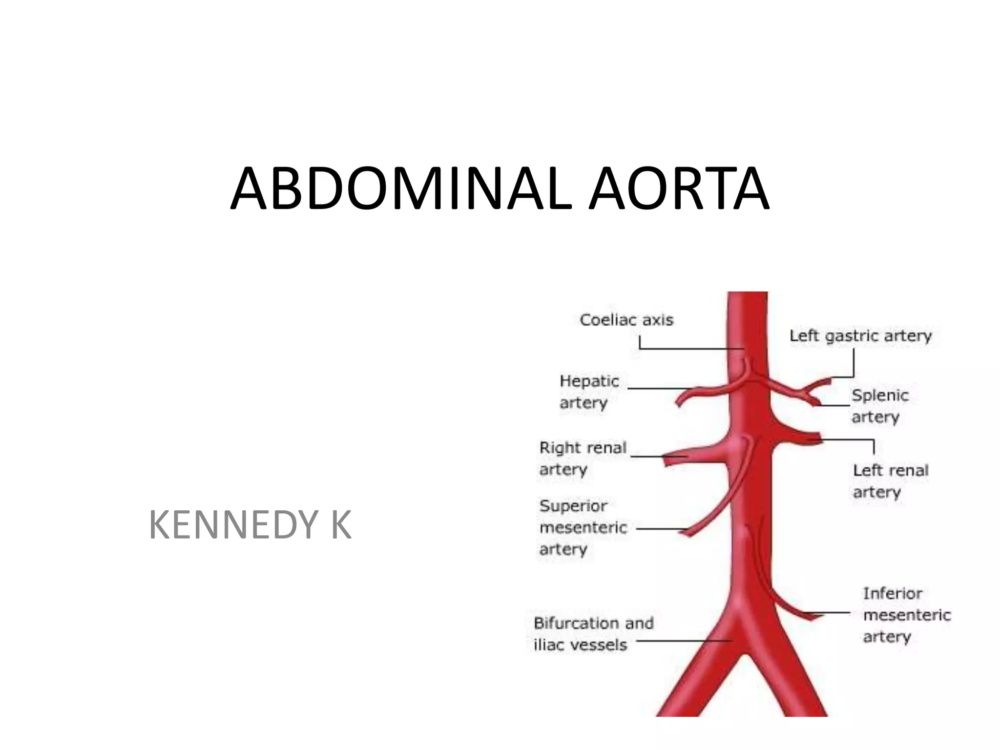 ABDOMINAL AORTA
KENNEDY K
Coeliac axis
Left gastric artery
Hepatic
artery
Splenic
artery
Right renal
artery
Left renal
artery
Superior
mesenteric
artery
Inferior
mesenteric
artery
Bifurcation and
iliac vessels